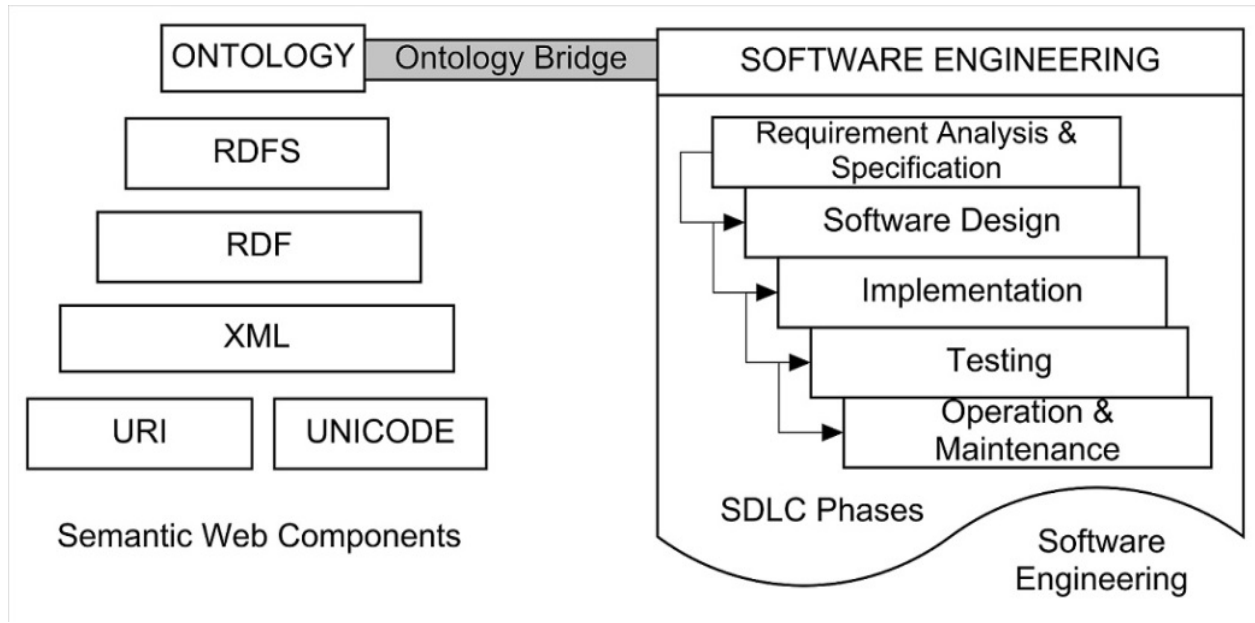 ONTOLOGY
Ontology Bridge
SOFTWARE ENGINEERING
RDFS
RDF
XML
URI
UNICODE
Semantic Web Components
Requirement Analysis &
Specification
Software Design
Implementation
Testing
Operation &
Maintenance
SDLC Phases
Software
Engineering